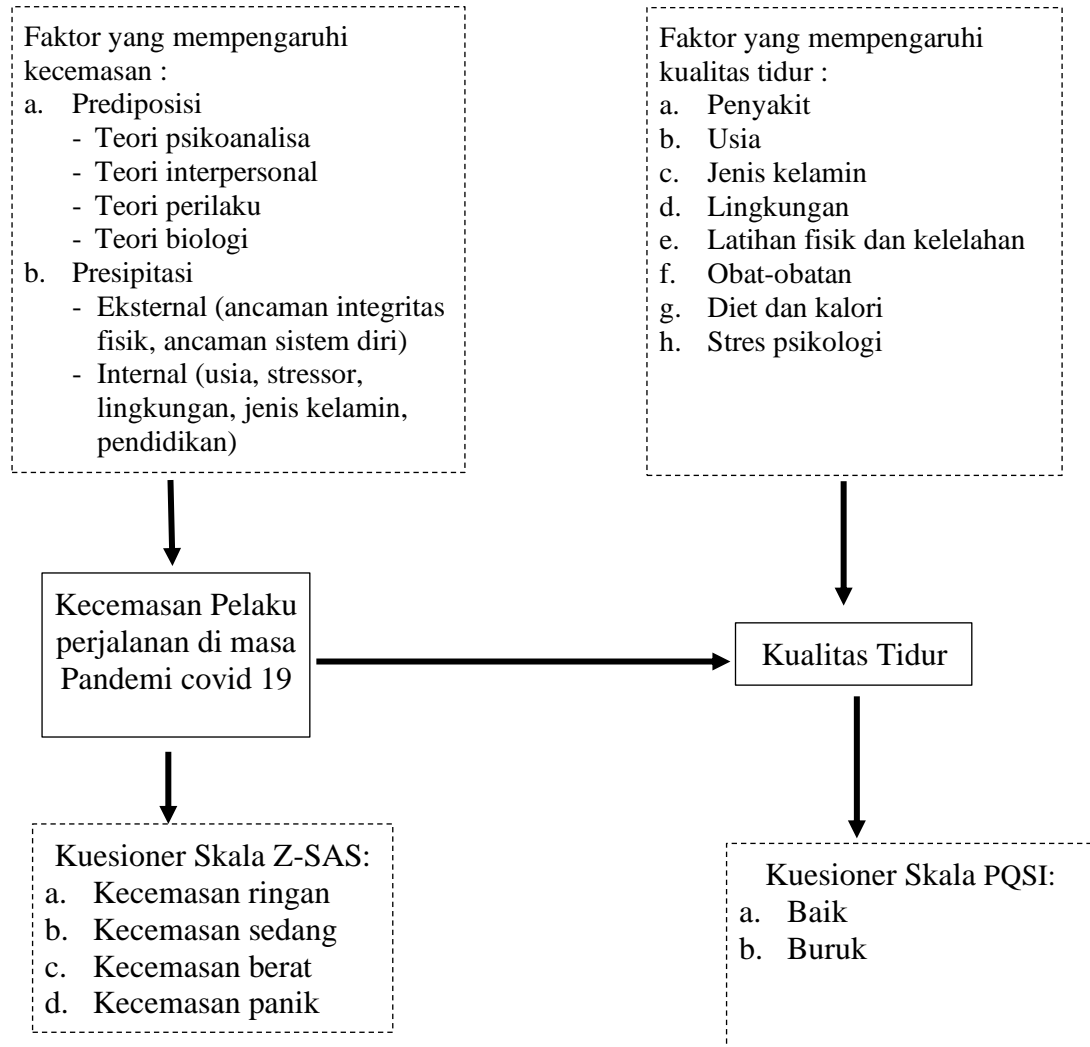 Faktor yang mempengaruhi
kecemasan :
a. Prediposisi
- Teori psikoanalisa
- Teori interpersonal
- Teori perilaku
- Teori biologi
b. Presipitasi
- Eksternal (ancaman integritas
fisik, ancaman sistem diri)
- Internal (usia, stressor,
lingkungan, jenis kelamin,
pendidikan)
Faktor yang mempengaruhi
kualitas tidur :
a. Penyakit
b. Usia
c. Jenis kelamin
d. Lingkungan
e. Latihan fisik dan kelelahan
f. Obat-obatan
g. Diet dan kalori
h. Stres psikologi
Kecemasan Pelaku
perjalanan di masa
Pandemi covid 19
Kualitas Tidur
Kuesioner Skala Z-SAS:
a. Kecemasan ringan
b. Kecemasan sedang
c. Kecemasan berat
d. Kecemasan panik
Kuesioner Skala PQSI:
a. Baik
b. Buruk